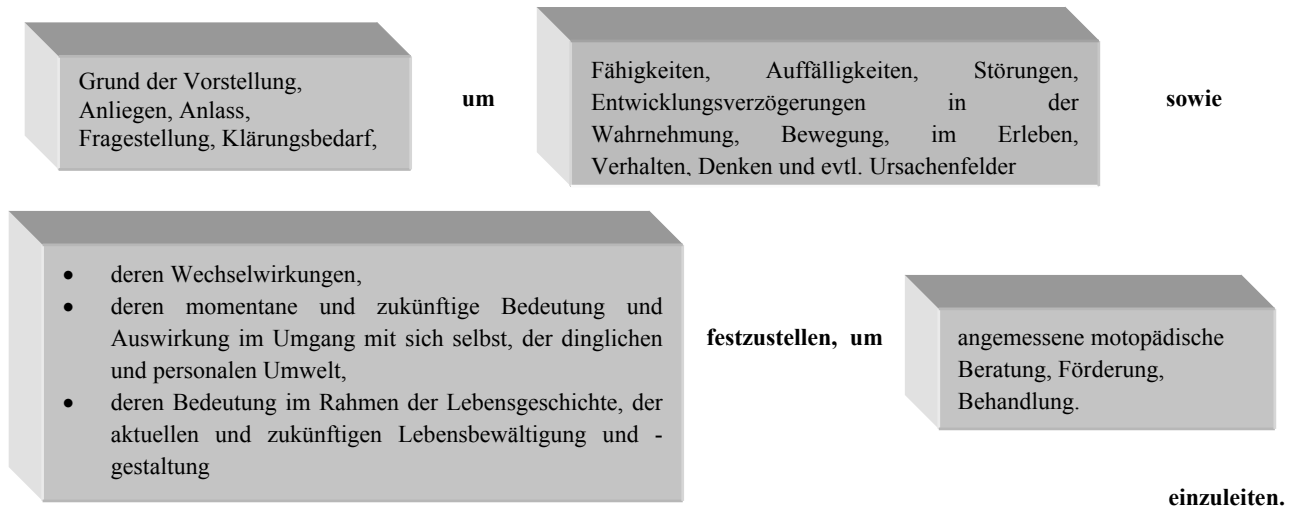 Grund der Vorstellung,
Anliegen, Anlass,
Fragestellung, Klärungsbedarf,
um
Fähigkeiten, Auffälligkeiten, Störungen,
Entwicklungsverzögerungen in der
Wahrnehmung, Bewegung, im Erleben,
Verhalten, Denken und evtl. Ursachenfelder
sowie
• deren Wechselwirkungen,
• deren momentane und zukünftige Bedeutung und
Auswirkung im Umgang mit sich selbst, der dinglichen
und personalen Umwelt,
• deren Bedeutung im Rahmen der Lebensgeschichte, der
aktuellen und zukünftigen Lebensbewältigung und -
gestaltung
festzustellen, um
angemessene motopädische
Beratung, Förderung,
Behandlung.
einzuleiten.